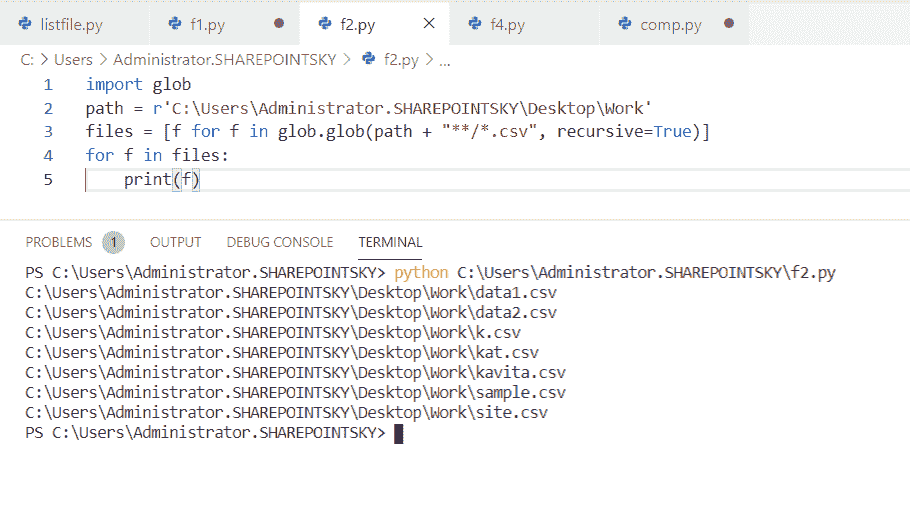 listfile.py f1.py f2.py f4.py comp.py
C: > Users > Administrator.SHAREPOINTSKY > f2.py > ...
1 import glob
2 path = r'C:\Users\Administrator.SHAREPOINTSKY\Desktop\Work'
3 files = [f for f in glob.glob(path + "**/*.csv", recursive=True)]
4 for f in files:
5     print(f)
PROBLEMS 1 OUTPUT DEBUG CONSOLE TERMINAL
PS C:\Users\Administrator.SHAREPOINTSKY> python C:\Users\Administrator.SHAREPOINTSKY\f2.py
C:\Users\Administrator.SHAREPOINTSKY\Desktop\Work\data1.csv
C:\Users\Administrator.SHAREPOINTSKY\Desktop\Work\data2.csv
C:\Users\Administrator.SHAREPOINTSKY\Desktop\Work\k.csv
C:\Users\Administrator.SHAREPOINTSKY\Desktop\Work\kat.csv
C:\Users\Administrator.SHAREPOINTSKY\Desktop\Work\kavita.csv
C:\Users\Administrator.SHAREPOINTSKY\Desktop\Work\sample.csv
C:\Users\Administrator.SHAREPOINTSKY\Desktop\Work\site.csv
PS C:\Users\Administrator.SHAREPOINTSKY>